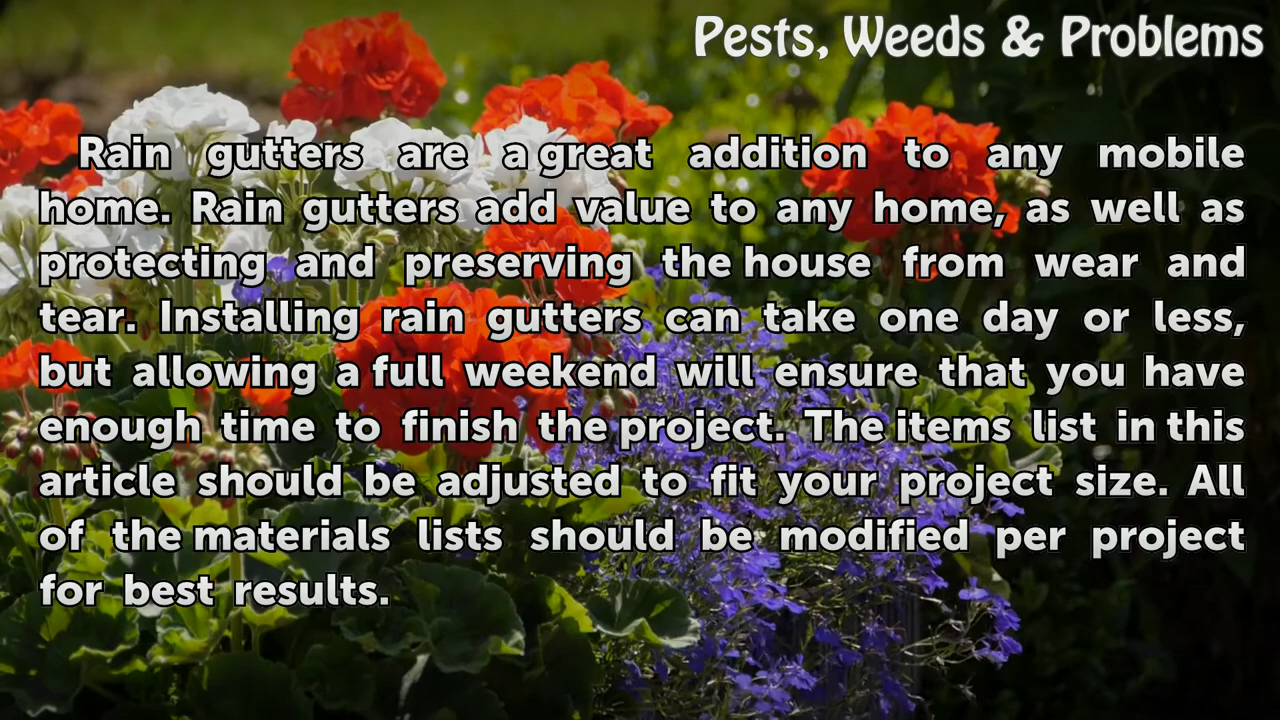 Pests, Weeds & Problems
Rain gutters are a great addition to any mobile
home. Rain gutters add value to any home, as well as
protecting and preserving the house from wear and
tear. Installing rain gutters can take one day or less,
but allowing a full weekend will ensure that you have
enough time to finish the project. The items list in this
article should be adjusted to fit your project size. All
of the materials lists should be modified per project
for best results.